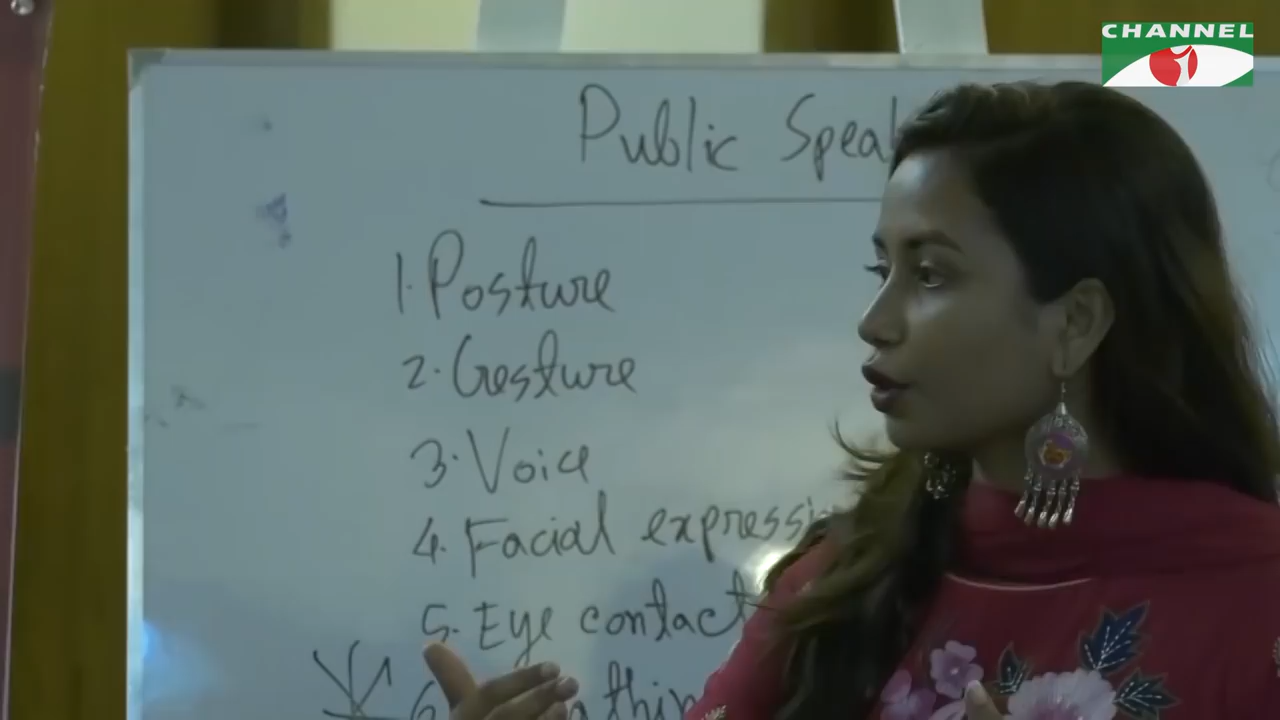 CHANNEL
Public Speak
1. Posture
2. Gesture
3. Voice
4. Facial expressi
5. Eye contact